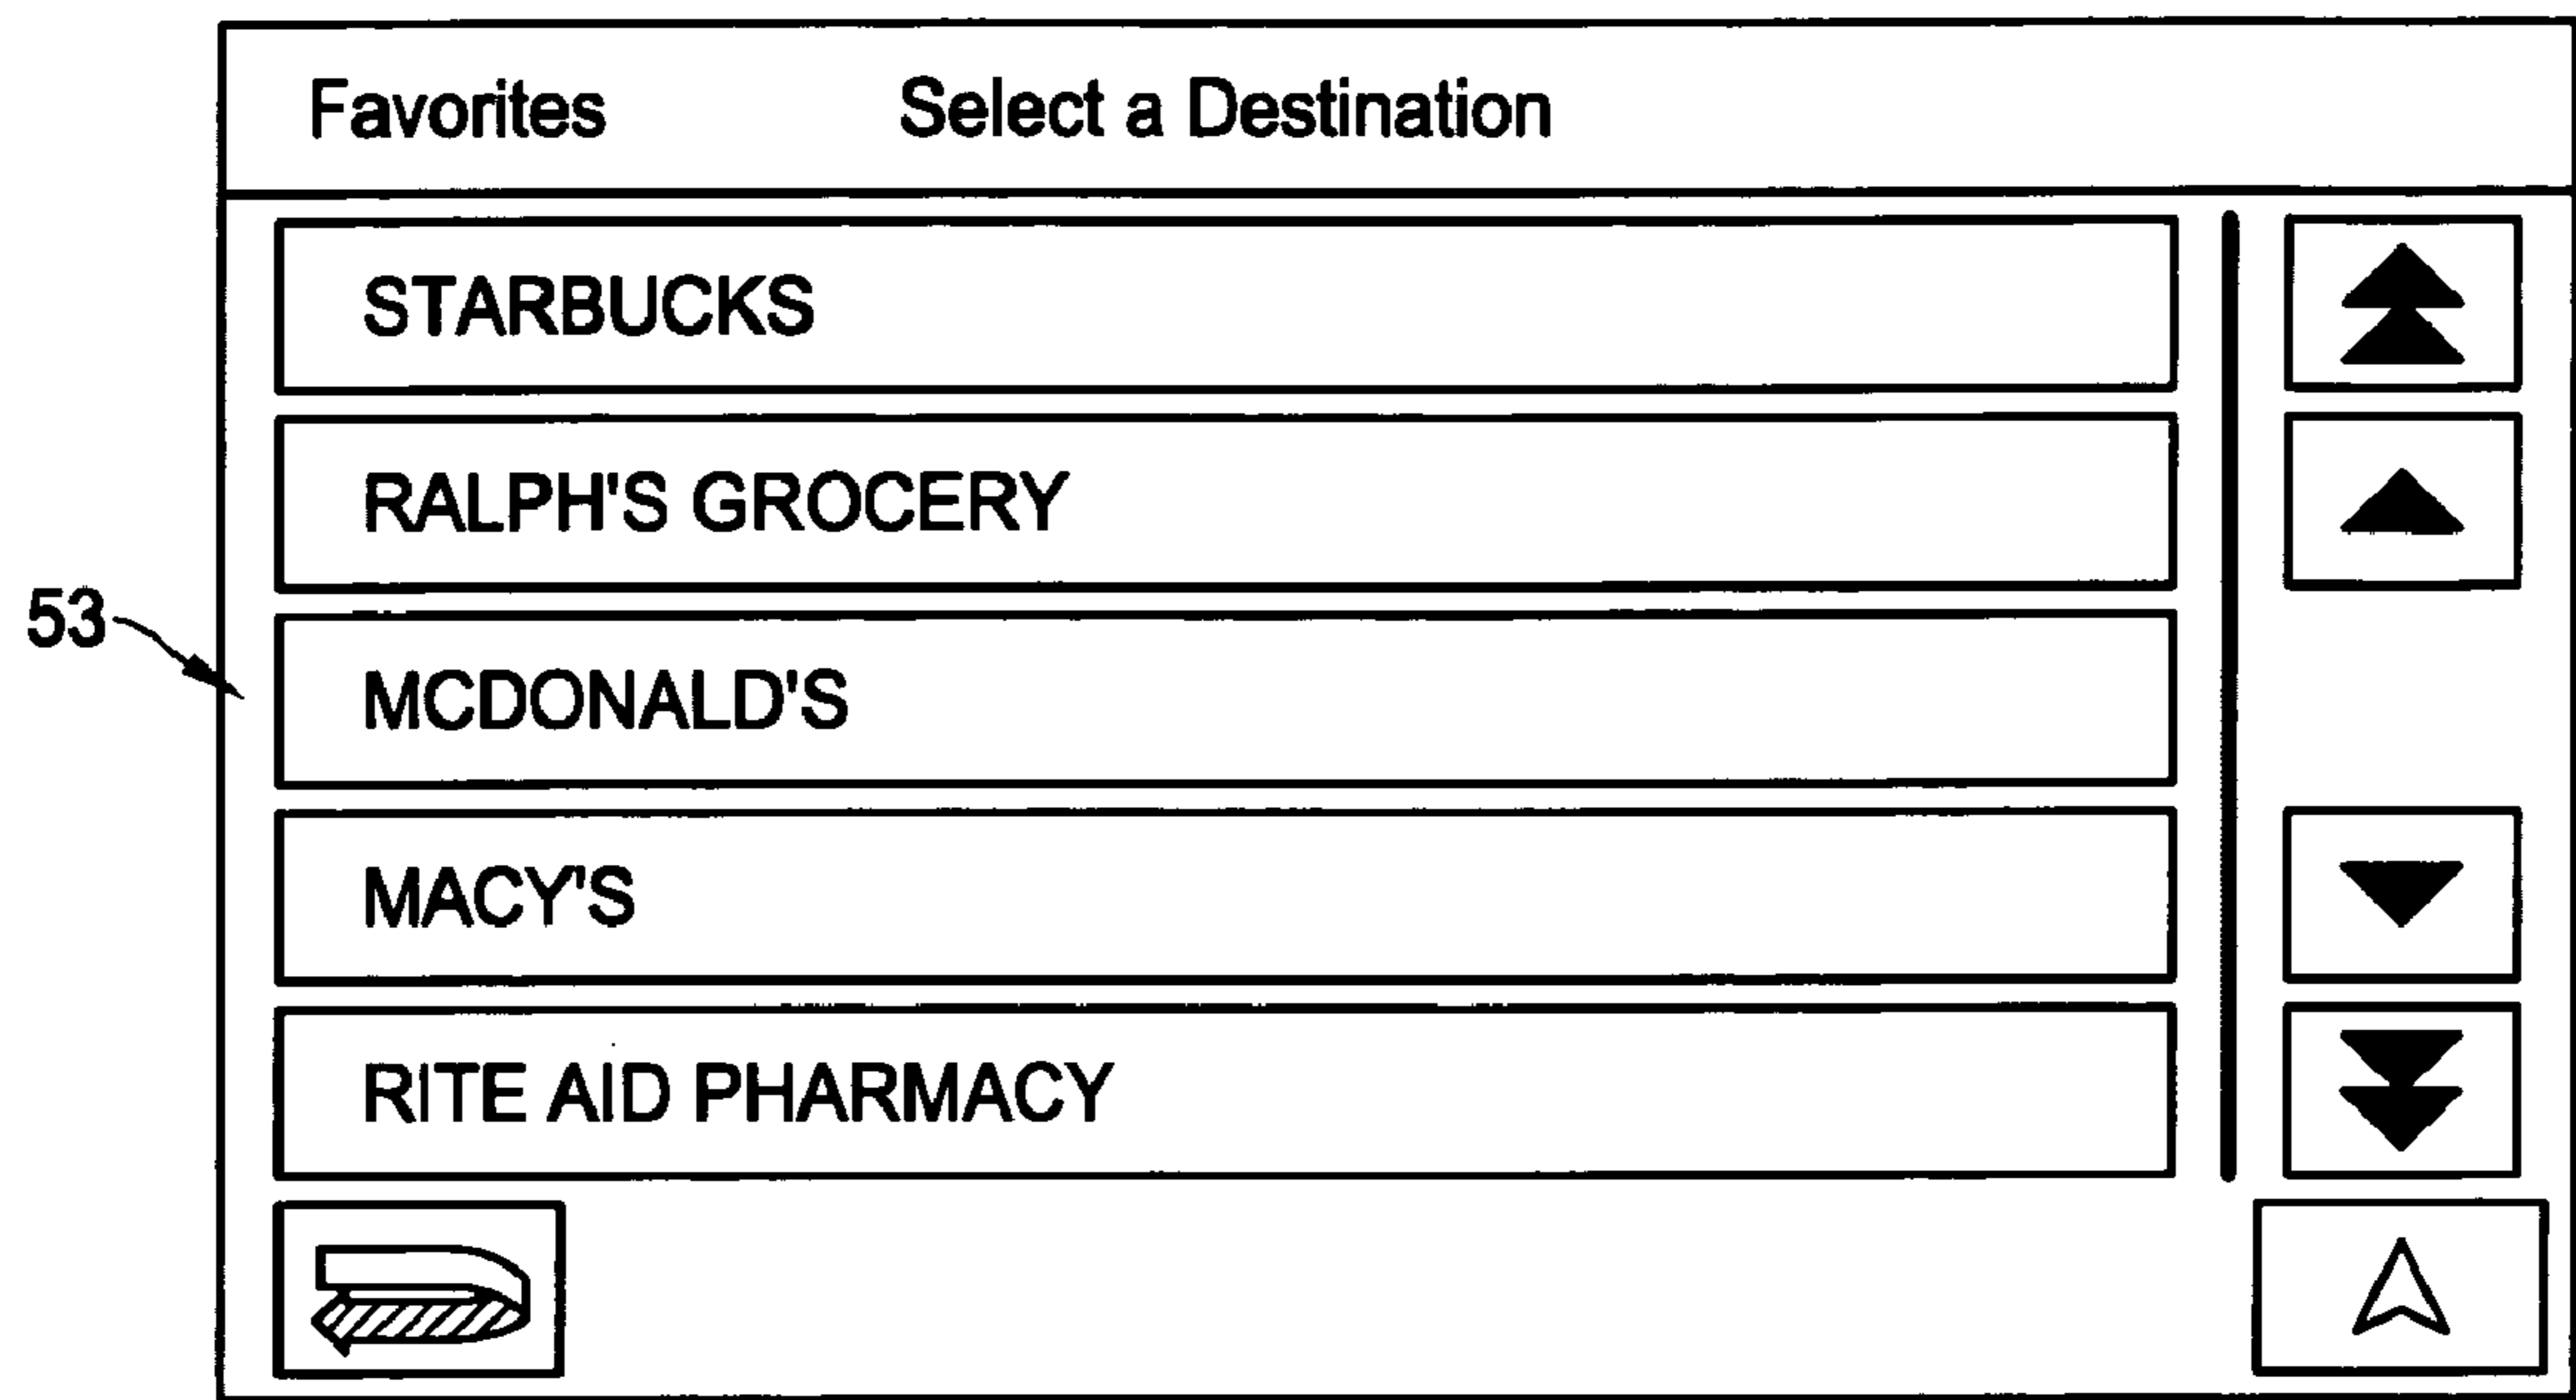 Favorites Select a Destination
STARBUCKS
RALPH'S GROCERY
53
MCDONALD'S
MACY'S
RITE AID PHARMACY